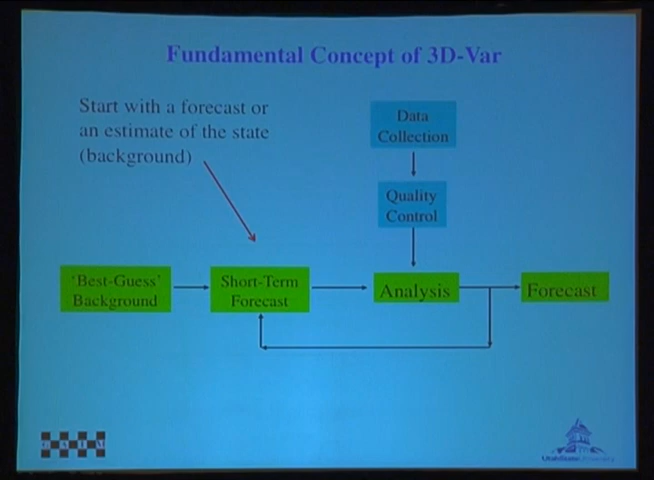 Fundamental Concept of 3D-Var
Start with a forecast or
an estimate of the state
(background)
Data
Collection
Quality
Control
'Best-Guess'
Background
Short-Term
Forecast
Analysis
Forecast
G A I M
UtahStateUniversity